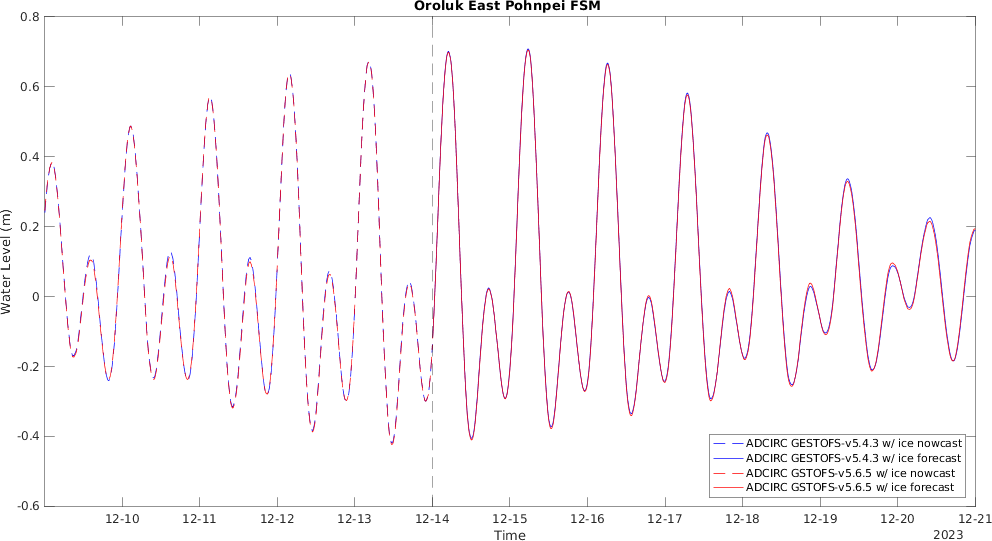 Oroluk East Pohnpei FSM
0.8
0.6
0.4
0.2
0
-0.2
-0.4
-0.6
Water Level (m)
ADCIRC GESTOFS-v5.4.3 w/ ice nowcast
ADCIRC GESTOFS-v5.4.3 w/ ice forecast
ADCIRC GSTOFS-v5.6.5 w/ ice nowcast
ADCIRC GSTOFS-v5.6.5 w/ ice forecast
12-10 12-11 12-12 12-13 12-14 12-15 12-16 12-17 12-18 12-19 12-20 12-21
Time
2023